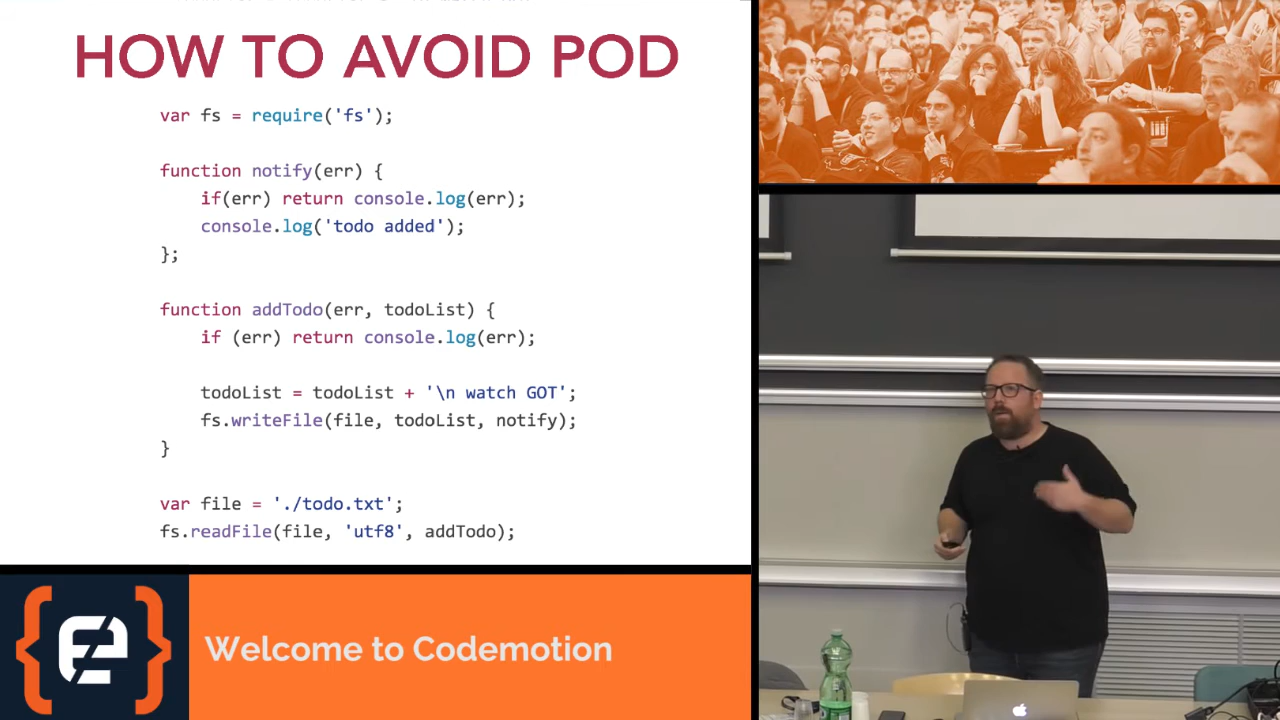 HOW TO AVOID POD
var fs = require('fs');
function notify(err) {
if(err) return console.log(err);
console.log('todo added');
};
function addTodo(err, todoList) {
if (err) return console.log(err);
todoList = todoList + '\n watch GOT';
fs.writeFile(file, todoList, notify);
}
var file = './todo.txt';
fs.readFile(file, 'utf8', addTodo);
Welcome to Codemotion